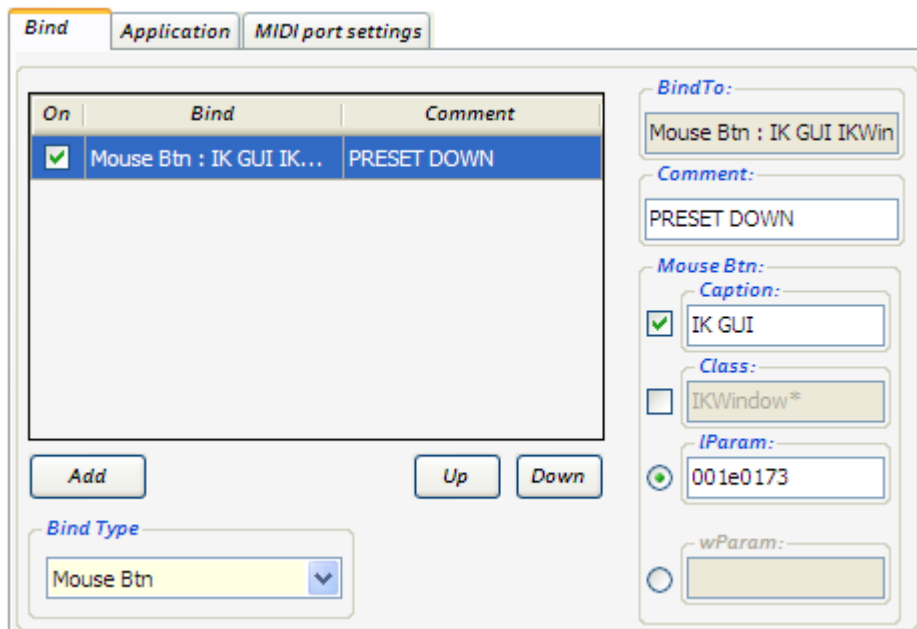 Bind Application MIDI port settings
On Bind Comment
Mouse Btn : IK GUI IK... PRESET DOWN
Add Up Down
Bind Type
Mouse Btn
BindTo:
Mouse Btn : IK GUI IKWin
Comment:
PRESET DOWN
Mouse Btn:
Caption:
IK GUI
Class:
IKWindow*
lParam:
001e0173
wParam: